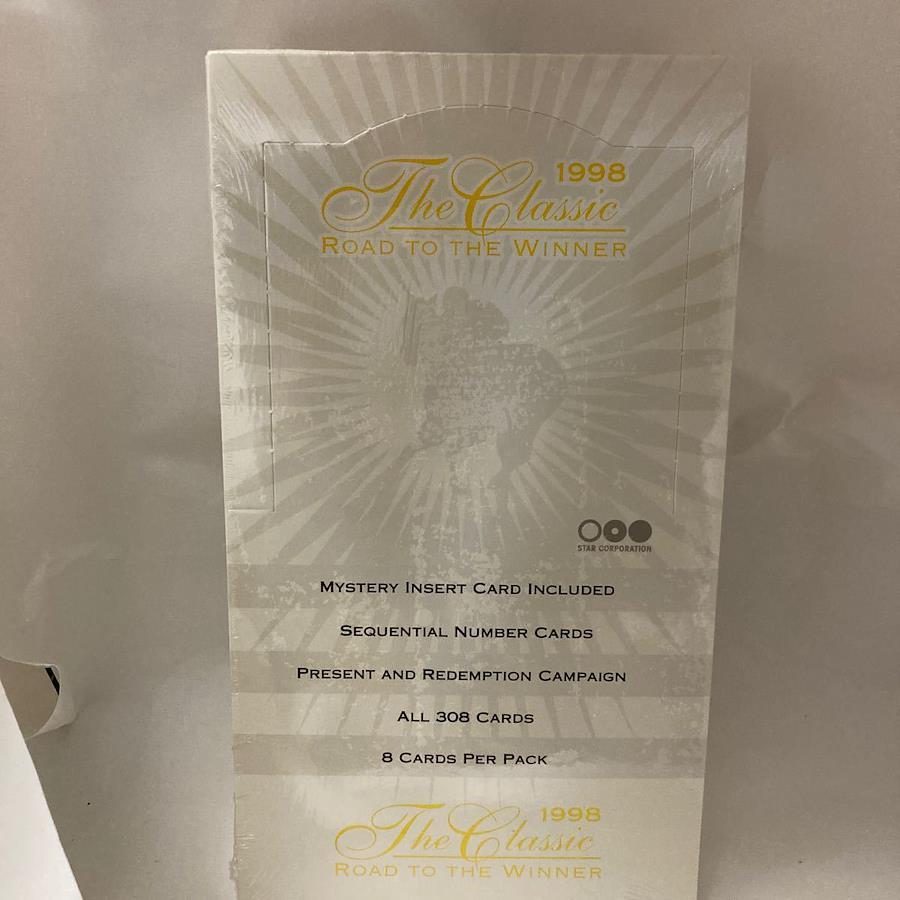 1998
The Classic
ROAD TO THE WINNER
STAR CORPORATION
MYSTERY INSERT CARD INCLUDED
SEQUENTIAL NUMBER CARDS
PRESENT AND REDEMPTION CAMPAIGN
ALL 308 CARDS
8 CARDS PER PACK
1998
The Classic
ROAD TO THE WINNER